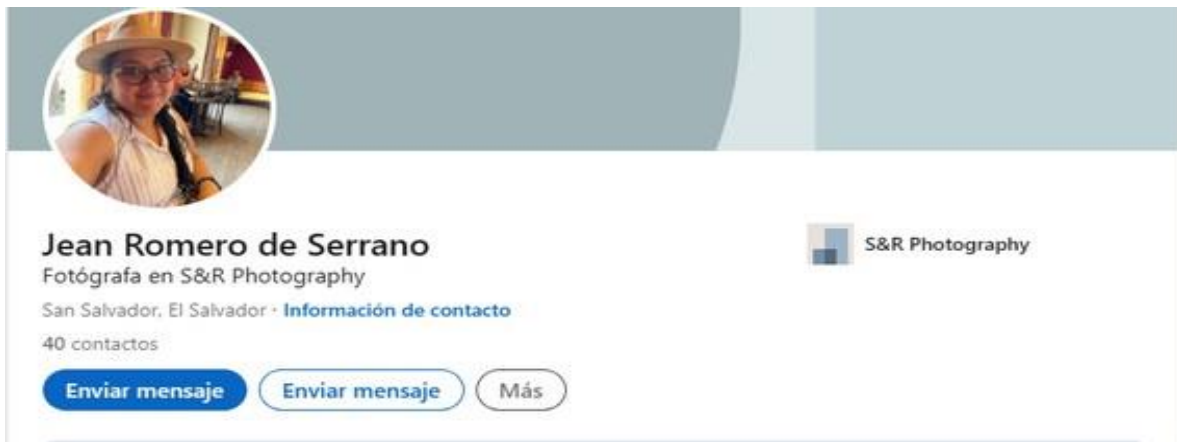 Jean Romero de Serrano
S&R Photography
Fotógrafa en S&R Photography
San Salvador, El Salvador · Información de contacto
40 contactos
Enviar mensaje Enviar mensaje Más